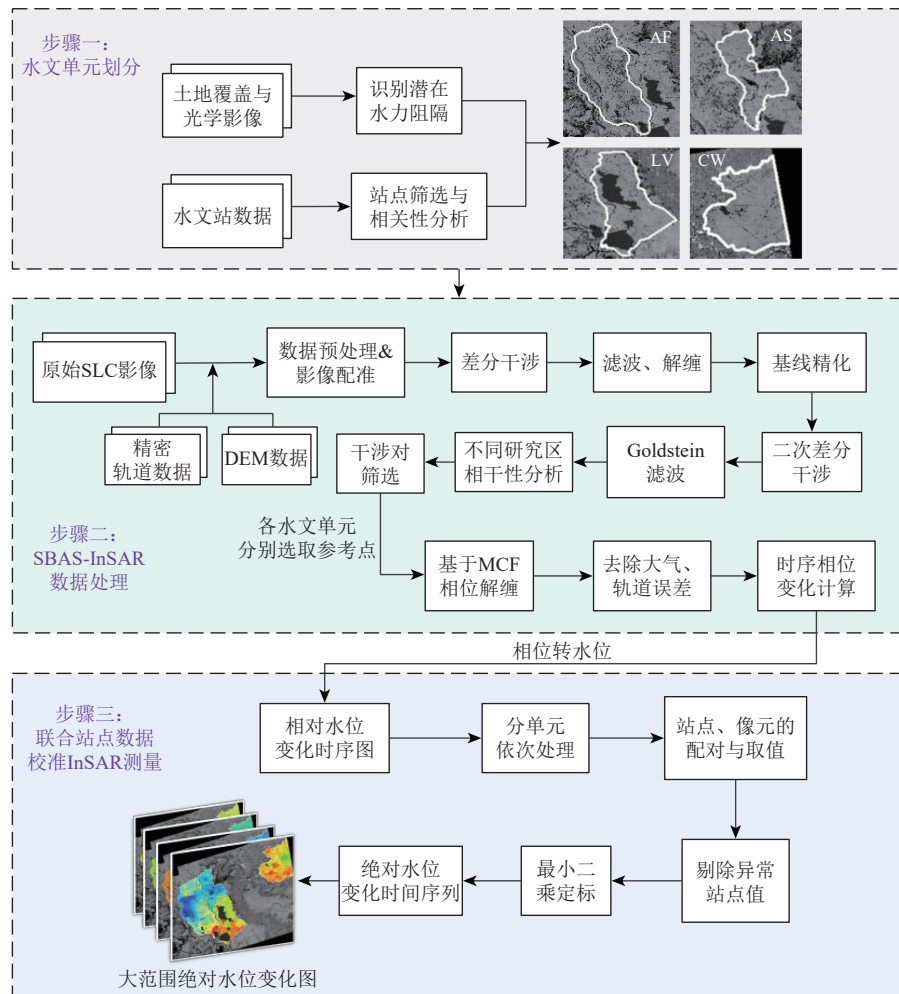 步骤一：
水文单元划分
土地覆盖与
光学影像
识别潜在
水力阻隔
水文站数据
站点筛选与
相关性分析
AF
AS
LV
CW
原始SLC影像
数据预处理&
影像配准
差分干涉
滤波、解缠
基线精化
精密
轨道数据
DEM数据
干涉对
筛选
不同研究区
相干性分析
Goldstein
滤波
二次差分
干涉
步骤二：
SBAS-InSAR
数据处理
各水文单元
分别选取参考点
基于MCF
相位解缠
去除大气、
轨道误差
时序相位
变化计算
相位转水位
步骤三：
联合站点数据
校准InSAR测量
相对水位
变化时序图
分单元
依次处理
站点、像元的
配对与取值
绝对水位
变化时间序列
最小二
乘定标
剔除异常
站点值
大范围绝对水位变化图